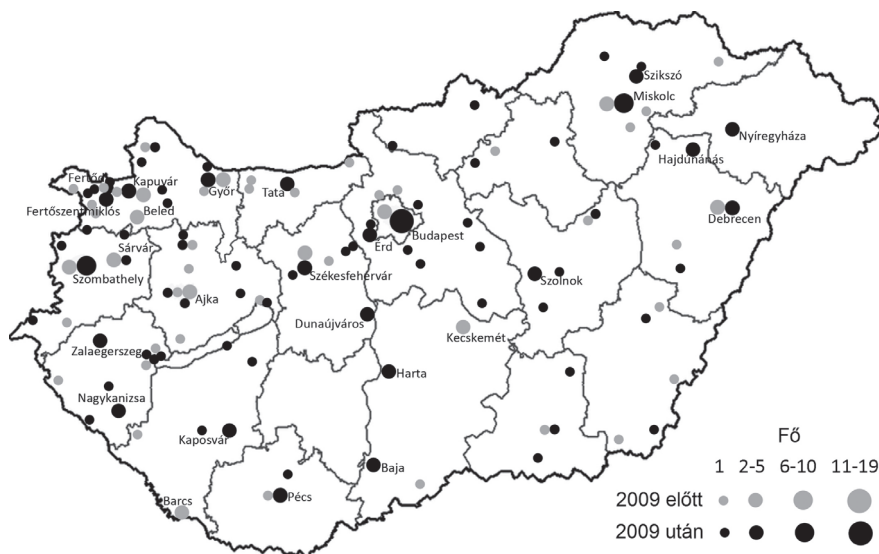 Szikszó
Miskolc
Nyíregyháza
Hajdúnánás
Fertőd
Kapuvár
Győr
Tata
Fertőszentmiklós
Beled
Debrecen
Budapest
Érd
Sárvár
Szombathely
Székesfehérvár
Szolnok
Ajka
Dunaújváros
Kecskemét
Zalaegerszeg
Harta
Nagykanizsa
Kaposvár
Baja
Pécs
Barcs
Fő
1 2-5 6-10 11-19
2009 előtt
2009 után